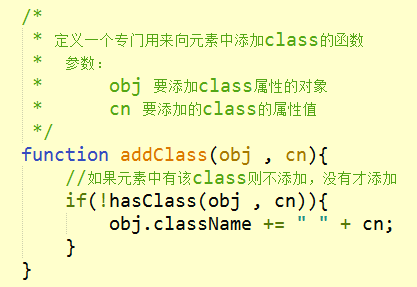 /*
 * 定义一个专门用来向元素中添加class的函数
 *  参数：
 *      obj 要添加class属性的对象
 *      cn 要添加的class的属性值
 */
function addClass(obj , cn){
    //如果元素中有该class则不添加，没有才添加
    if(!hasClass(obj , cn)){
        obj.className += " " + cn;
    }
}